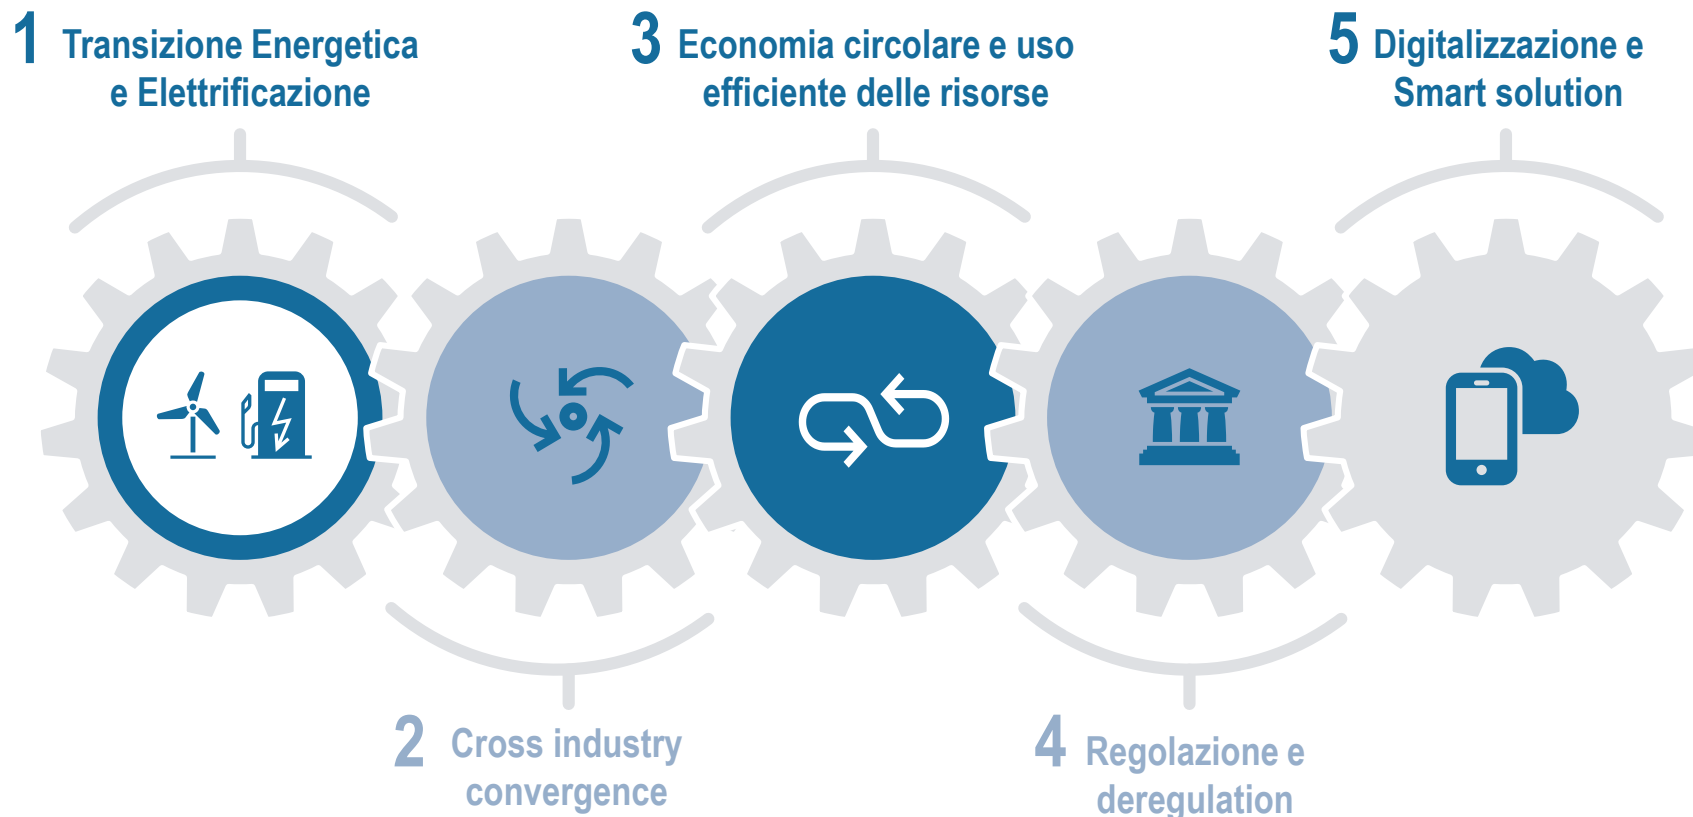 1 Transizione Energetica
e Elettrificazione
3 Economia circolare e uso
efficiente delle risorse
5 Digitalizzazione e
Smart solution
2 Cross industry
convergence
4 Regolazione e
deregulation